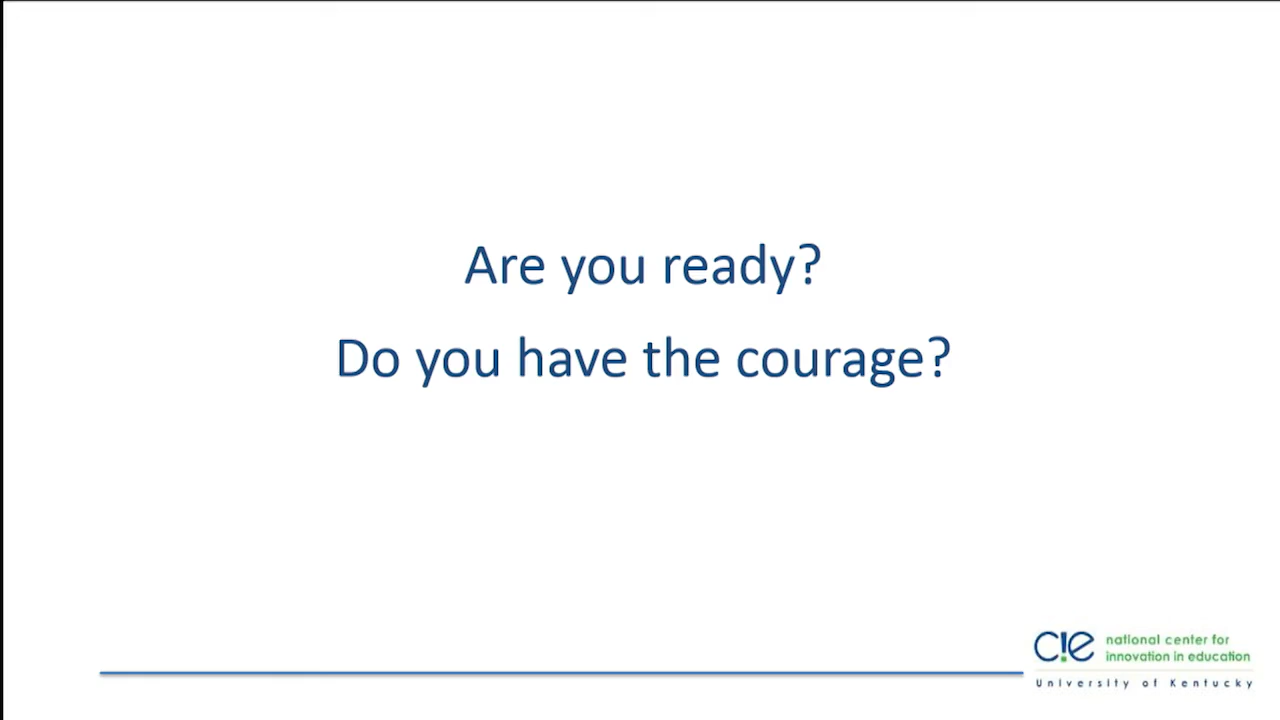 Are you ready?
Do you have the courage?
c!e
national center for
innovation in education
University of Kentucky